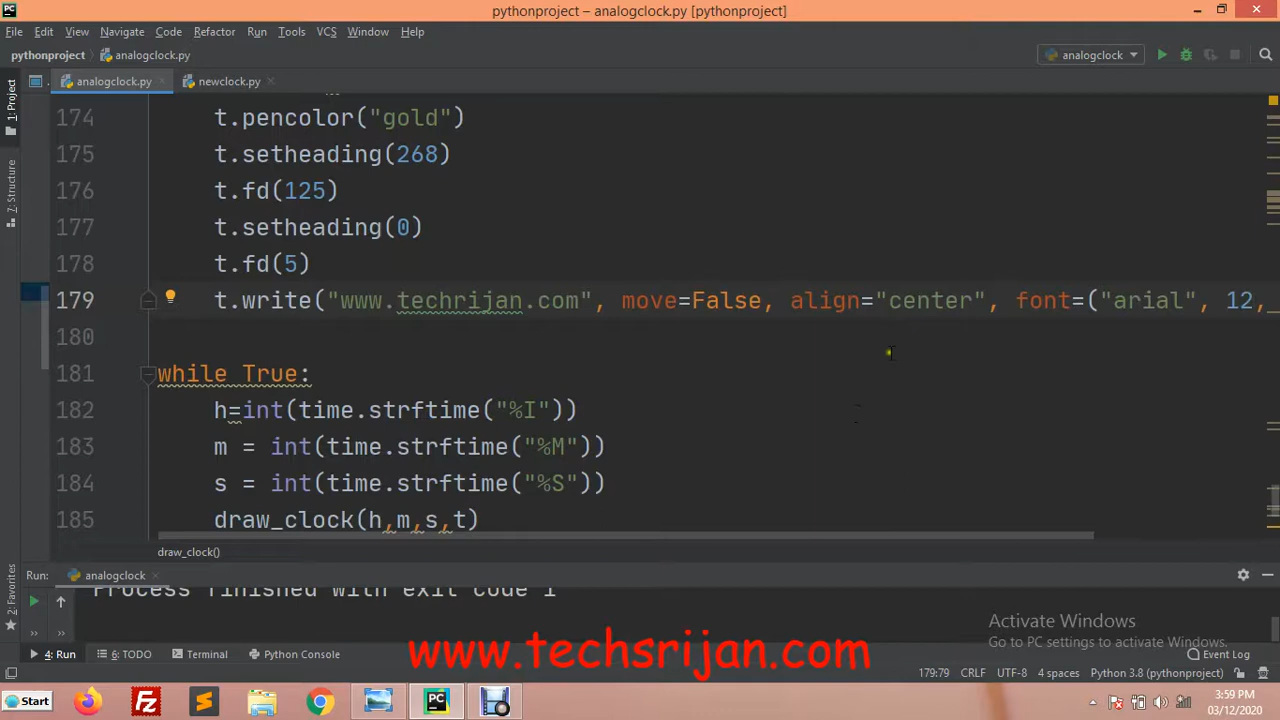 pythonproject – analogclock.py [pythonproject]
File Edit View Navigate Code Refactor Run Tools VCS Window Help
pythonproject analogclock.py analogclock
analogclock.py newclock.py
1: Project
7: Structure
2: Favorites
174 t.pencolor("gold")
175 t.setheading(268)
176 t.fd(125)
177 t.setheading(0)
178 t.fd(5)
179 t.write("www.techrijan.com", move=False, align="center", font=("arial", 12,
180
181 while True:
182 h=int(time.strftime("%I"))
183 m = int(time.strftime("%M"))
184 s = int(time.strftime("%S"))
185 draw_clock(h,m,s,t)
draw_clock()
Run: analogclock
Process finished with exit code 1
Activate Windows
Go to PC settings to activate Windows.
www.techsrijan.com
4: Run 6: TODO Terminal Python Console Event Log
179:79 CRLF UTF-8 4 spaces Python 3.8 (pythonproject)
Start
3:59 PM
03/12/2020